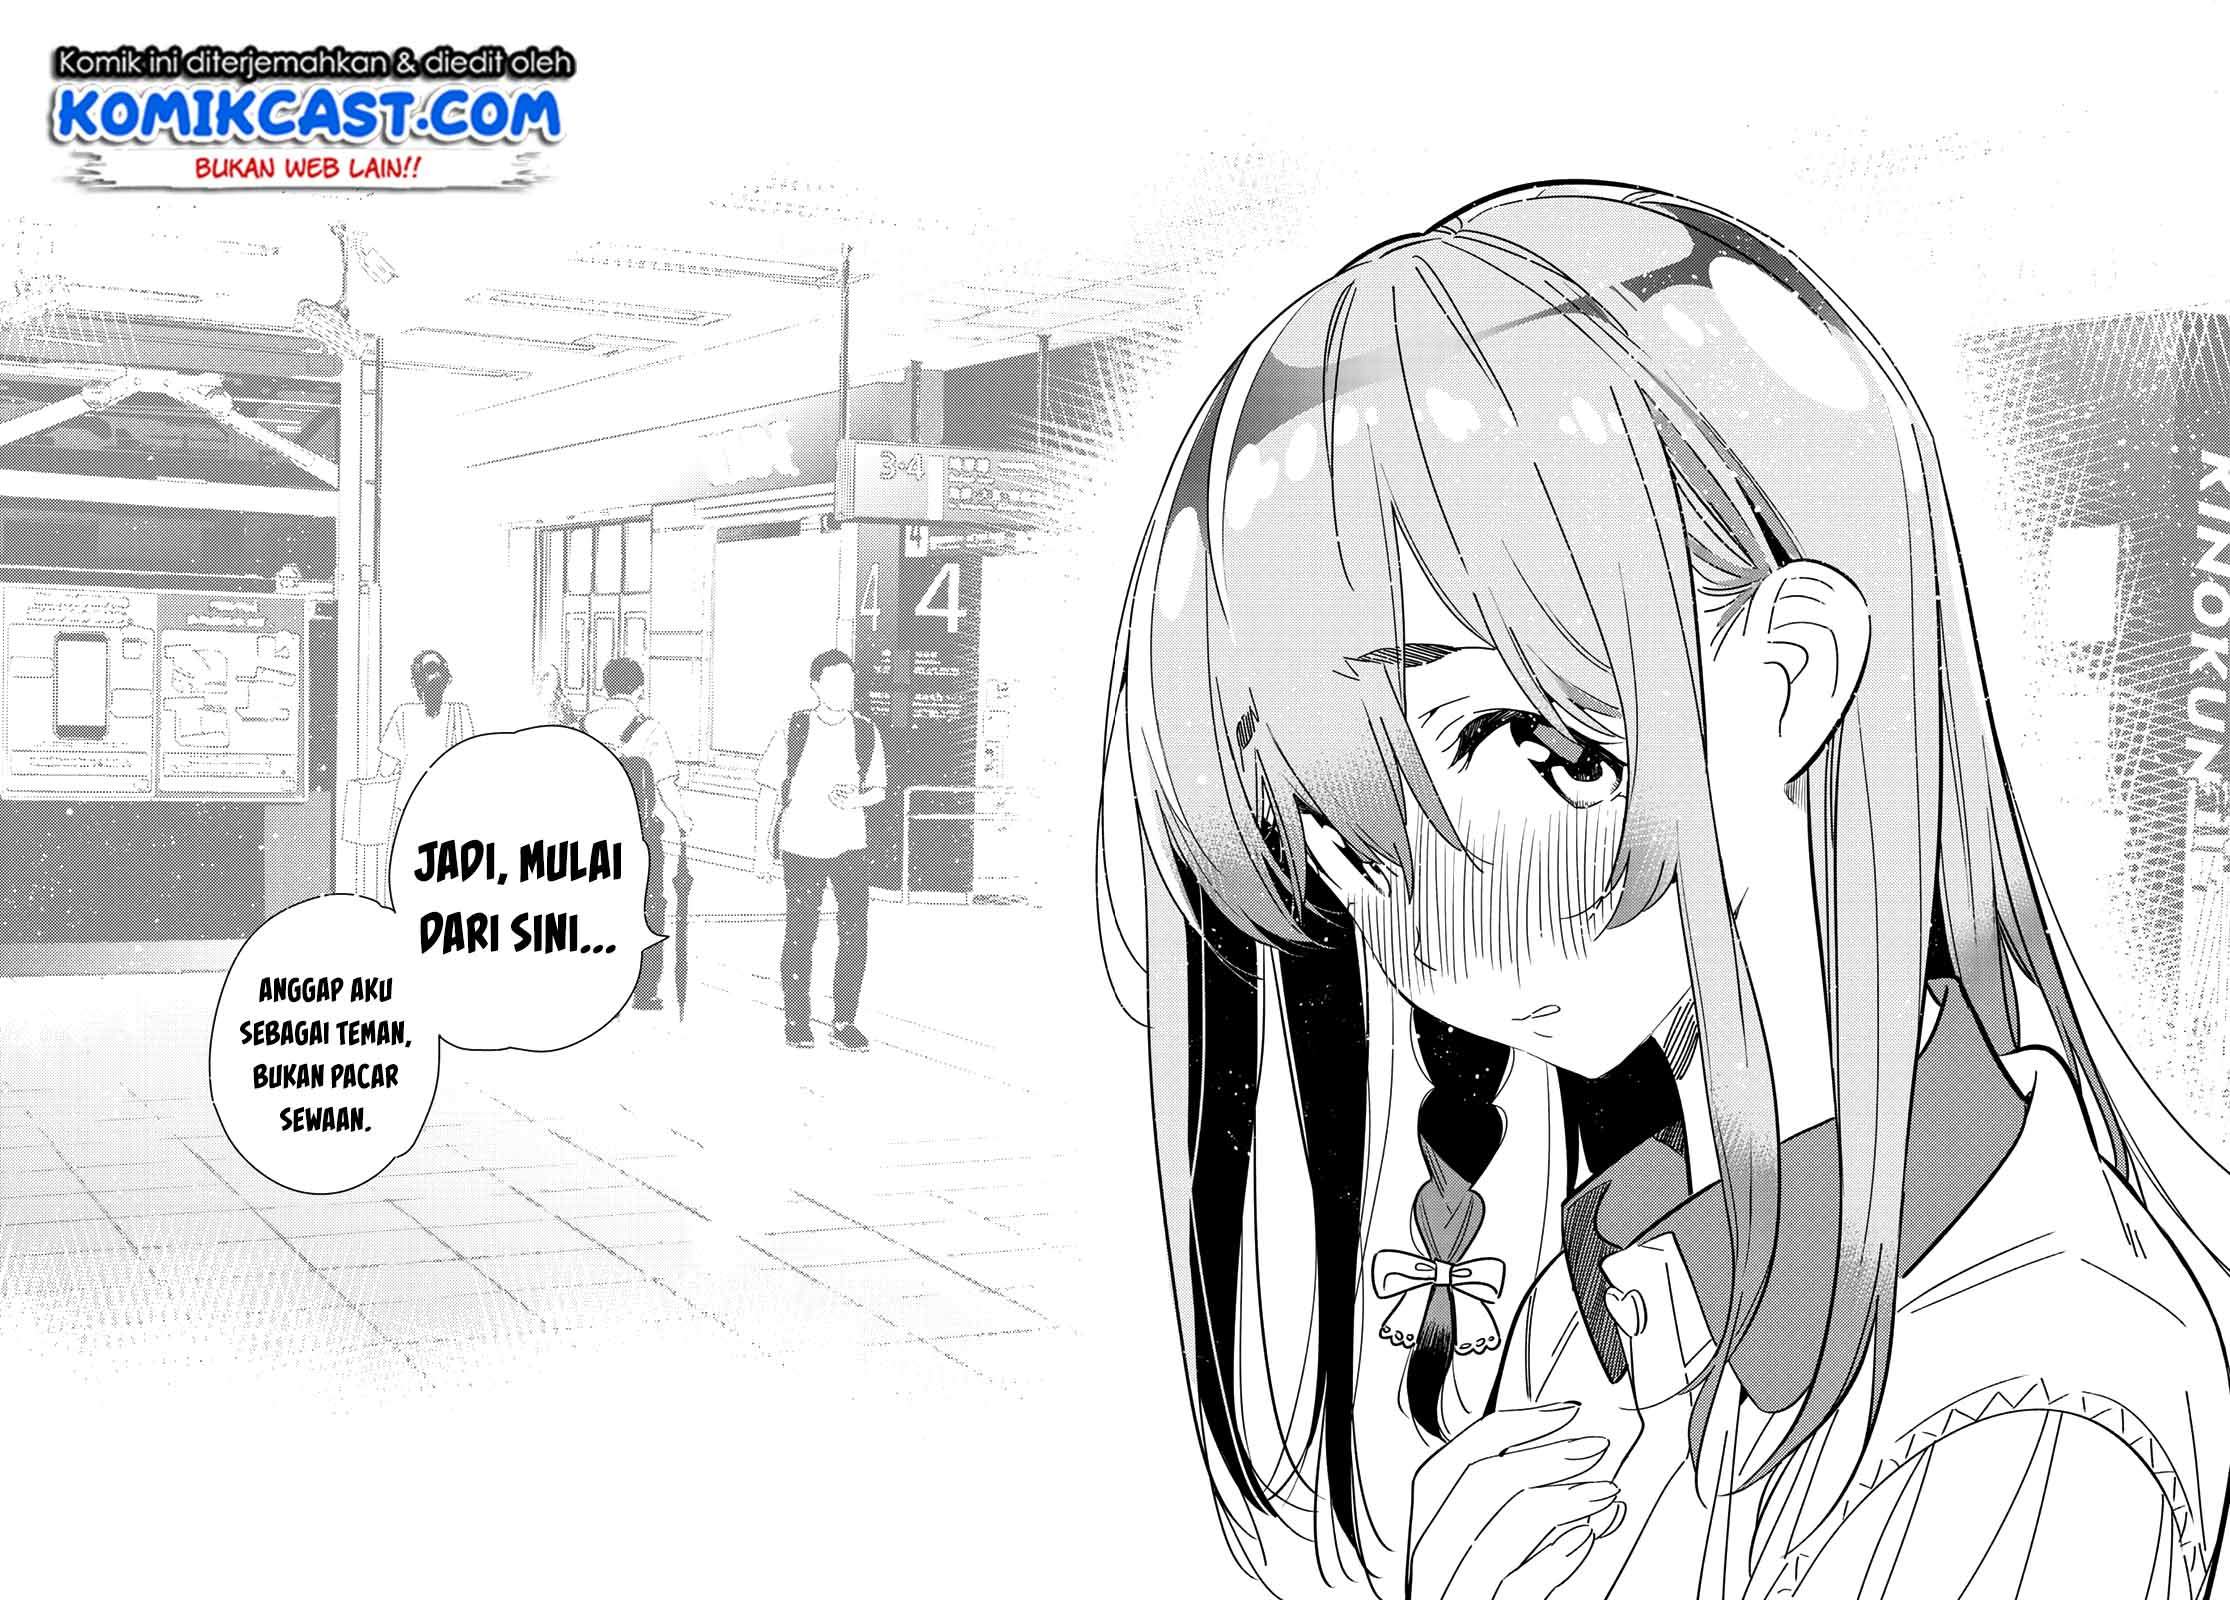 Komik ini diterjemahkan & diedit oleh
KOMIKCAST.COM
BUKAN WEB LAIN!!
3·4
4
4
4
KINOKUN
JADI, MULAI
DARI SINI...
ANGGAP AKU
SEBAGAI TEMAN,
BUKAN PACAR
SEWAAN.